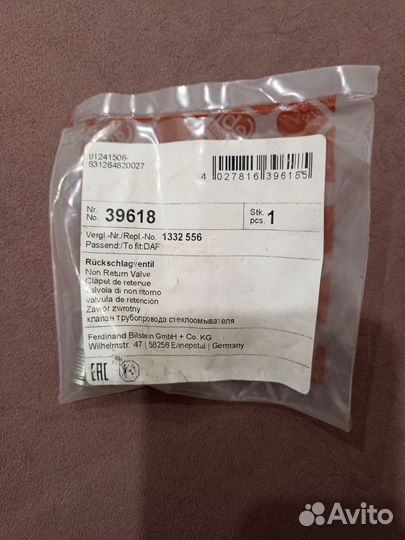 91241506-
631264820027
4 027816 396185
Nr.
No. 39618
Stk.
pcs. 1
Vergl.-Nr./Repl.-No. 1332 556
Passend:/To fit:DAF
Rückschlagventil
Non Return Valve
Clapet de retenue
valvola di non ritorno
valvula de retención
Zawór zwrotny
клапан трубопровода стеклоомывателя
Ferdinand Bilstein GmbH + Co. KG
Wilhelmstr. 47 | 58256 Ennepetal | Germany
EAC
Avito